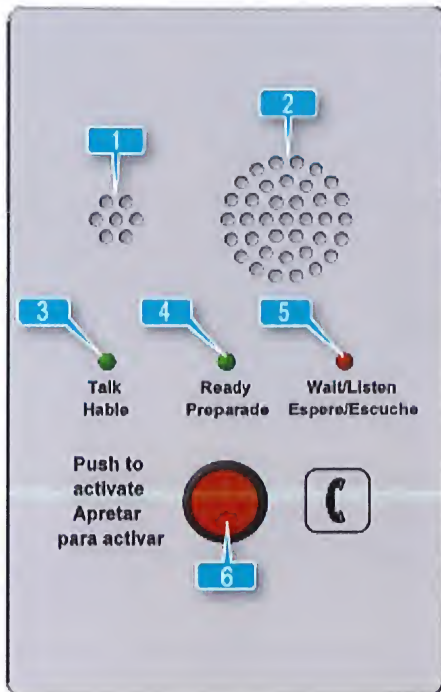 1
2
3
4
5
Talk
Hable
Ready
Preparade
Wait/Listen
Espere/Escuche
Push to
activate
Apretar
para activar
6